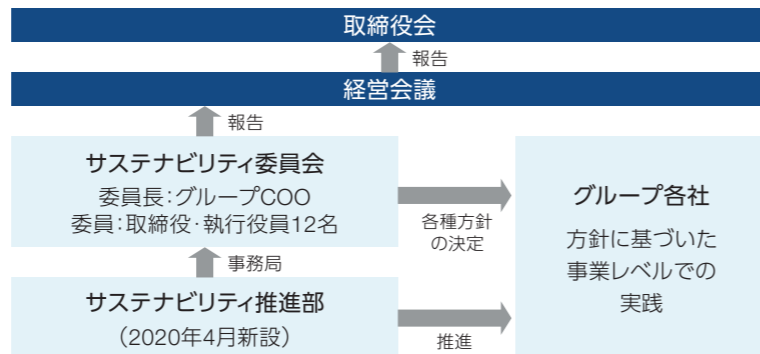 取締役会
報告
経営会議
報告
サステナビリティ委員会
委員長：グループCOO
委員：取締役・執行役員12名
各種方針
の決定
グループ各社
方針に基づいた
事業レベルでの
実践
事務局
サステナビリティ推進部
（2020年4月新設）
推進